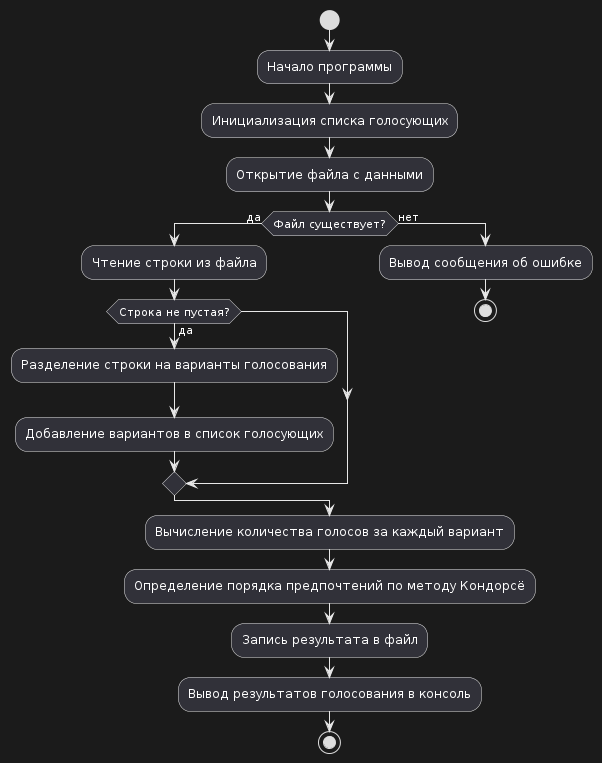 Начало программы
Инициализация списка голосующих
Открытие файла с данными
да
Файл существует?
нет
Чтение строки из файла
Вывод сообщения об ошибке
Строка не пустая?
да
Разделение строки на варианты голосования
Добавление вариантов в список голосующих
Вычисление количества голосов за каждый вариант
Определение порядка предпочтений по методу Кондорсё
Запись результата в файл
Вывод результатов голосования в консоль